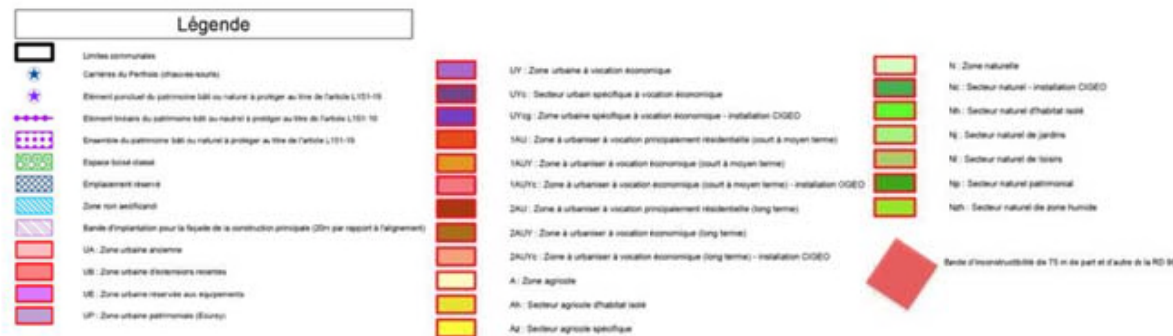 Légende
Limites communales
Carrières du Perthois (chauves-souris)
Elément ponctuel du patrimoine bâti ou naturel à protéger au titre de l'article L151-19
Elément linéaire du patrimoine bâti ou naturel à protéger au titre de l'article L151-19
Ensemble du patrimoine bâti ou naturel à protéger au titre de l'article L151-19
Espace boisé classé
Emplacement réservé
Zone non aedificandi
Bande d'implantation pour la façade de la construction principale (20m par rapport à l'alignement)
UA : Zone urbaine ancienne
UB : Zone urbaine d'extensions récentes
UE : Zone urbaine réservée aux équipements
UP : Zone urbaine patrimoniale (Ecurey)
UY : Zone urbaine à vocation économique
UYc : Secteur urbain spécifique à vocation économique
UYcg : Zone urbaine spécifique à vocation économique - installation CIGEO
1AU : Zone à urbaniser à vocation principalement résidentielle (court à moyen terme)
1AUY : Zone à urbaniser à vocation économique (court à moyen terme)
1AUYc : Zone à urbaniser à vocation économique (court à moyen terme) - installation CIGEO
2AU : Zone à urbaniser à vocation principalement résidentielle (long terme)
2AUY : Zone à urbaniser à vocation économique (long terme)
2AUYc : Zone à urbaniser à vocation économique (long terme) - installation CIGEO
A : Zone agricole
Ah : Secteur agricole d'habitat isolé
Az : Secteur agricole spécifique
N : Zone naturelle
Nc : Secteur naturel - installation CIGEO
Nh : Secteur naturel d'habitat isolé
Nj : Secteur naturel de jardins
Nl : Secteur naturel de loisirs
Np : Secteur naturel patrimonial
Nzh : Secteur naturel de zone humide
Bande d'inconstructibilité de 75 m de part et d'autre de la RD